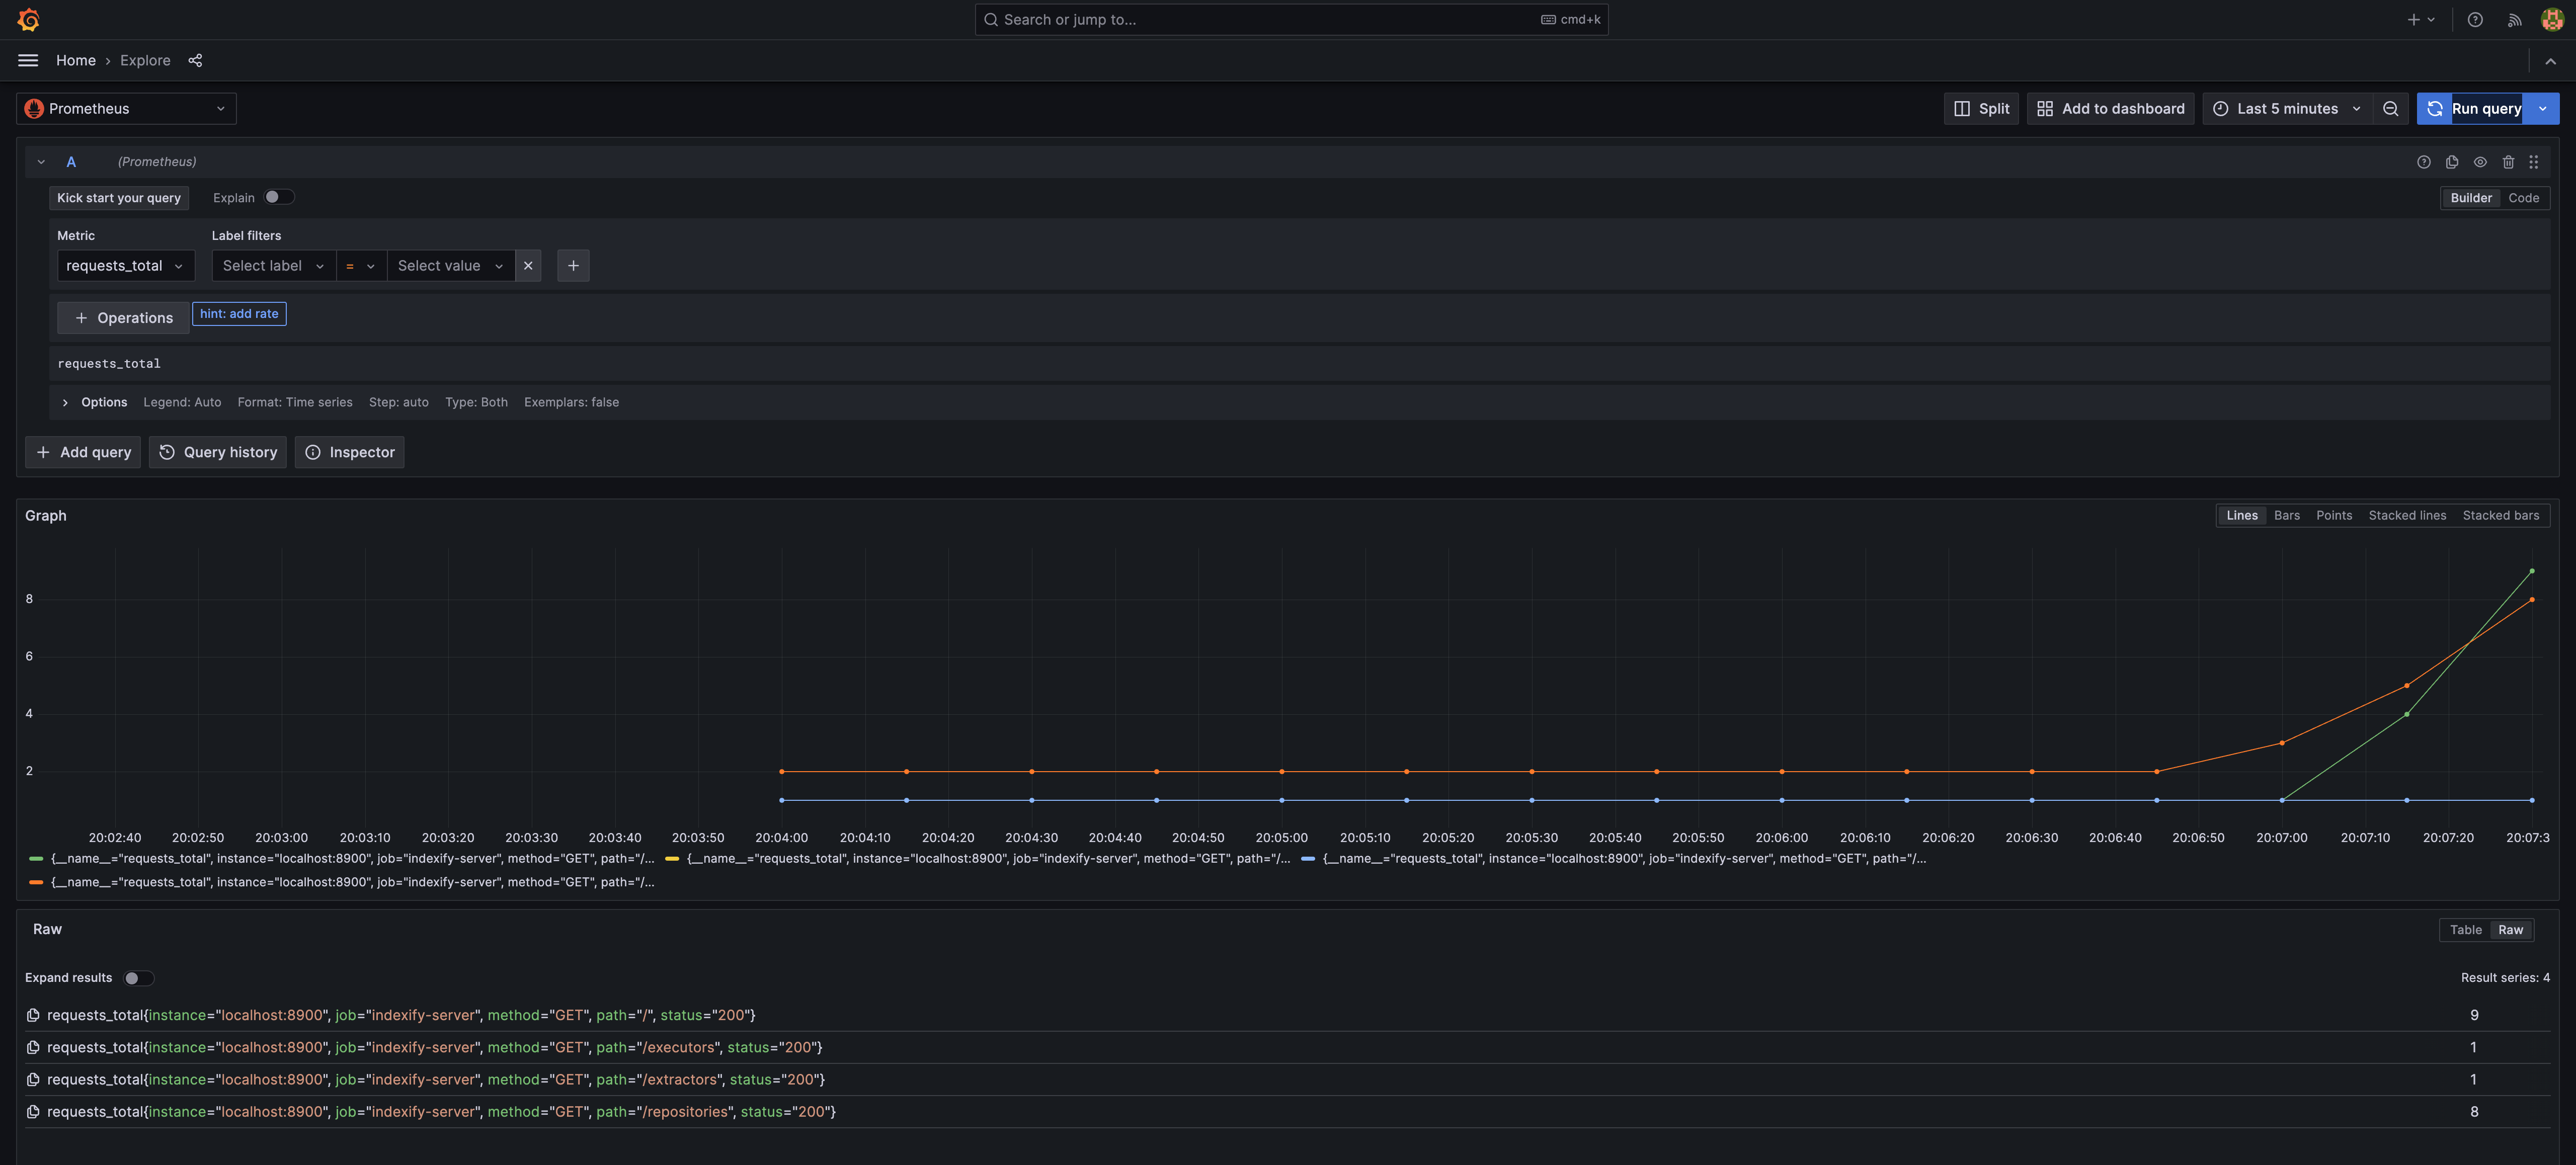 Search or jump to... cmd+k
Home › Explore
Prometheus Split Add to dashboard Last 5 minutes Run query
A (Prometheus)
Kick start your query Explain Builder Code
Metric Label filters
requests_total Select label = Select value
+ Operations hint: add rate
requests_total
Options Legend: Auto Format: Time series Step: auto Type: Both Exemplars: false
+ Add query Query history Inspector
Graph Lines Bars Points Stacked lines Stacked bars
8
6
4
2
20:02:40 20:02:50 20:03:00 20:03:10 20:03:20 20:03:30 20:03:40 20:03:50 20:04:00 20:04:10 20:04:20 20:04:30 20:04:40 20:04:50 20:05:00 20:05:10 20:05:20 20:05:30 20:05:40 20:05:50 20:06:00 20:06:10 20:06:20 20:06:30 20:06:40 20:06:50 20:07:00 20:07:10 20:07:20 20:07:3
{__name__="requests_total", instance="localhost:8900", job="indexify-server", method="GET", path="/... {__name__="requests_total", instance="localhost:8900", job="indexify-server", method="GET", path="/... {__name__="requests_total", instance="localhost:8900", job="indexify-server", method="GET", path="/...
{__name__="requests_total", instance="localhost:8900", job="indexify-server", method="GET", path="/...
Raw Table Raw
Expand results Result series: 4
requests_total{instance="localhost:8900", job="indexify-server", method="GET", path="/", status="200"} 9
requests_total{instance="localhost:8900", job="indexify-server", method="GET", path="/executors", status="200"} 1
requests_total{instance="localhost:8900", job="indexify-server", method="GET", path="/extractors", status="200"} 1
requests_total{instance="localhost:8900", job="indexify-server", method="GET", path="/repositories", status="200"} 8